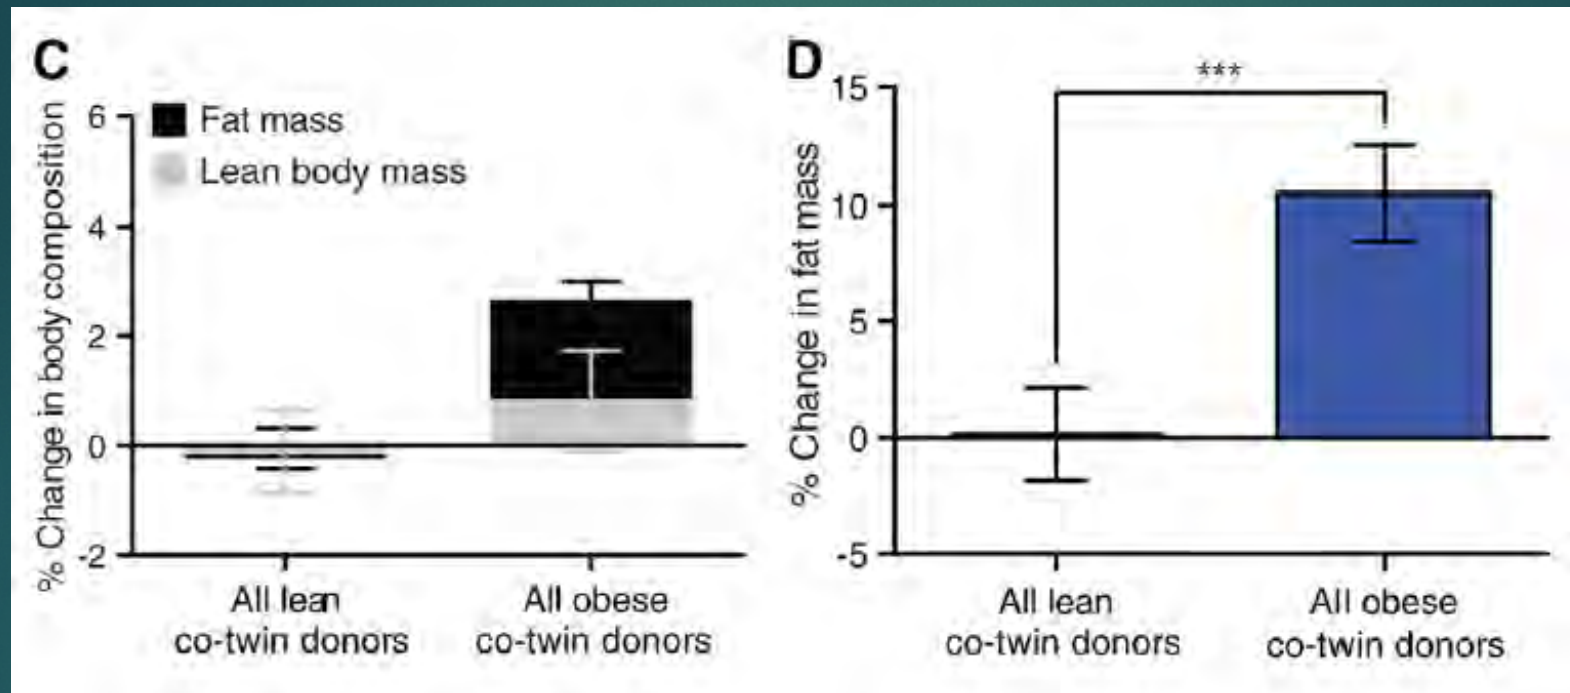 C
% Change in body composition
6
4
2
0
-2
Fat mass
Lean body mass
All lean
co-twin donors
All obese
co-twin donors
D
% Change in fat mass
15
10
5
0
-5
***
All lean
co-twin donors
All obese
co-twin donors